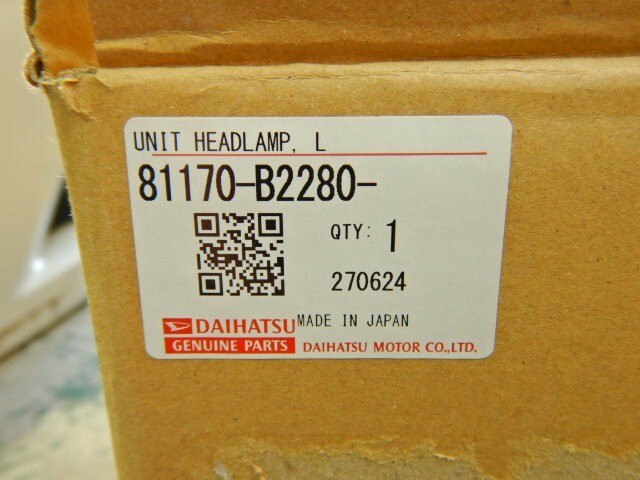 UNIT HEADLAMP, L
81170-B2280-
QTY: 1
270624
DAIHATSU MADE IN JAPAN
GENUINE PARTS DAIHATSU MOTOR CO.,LTD.